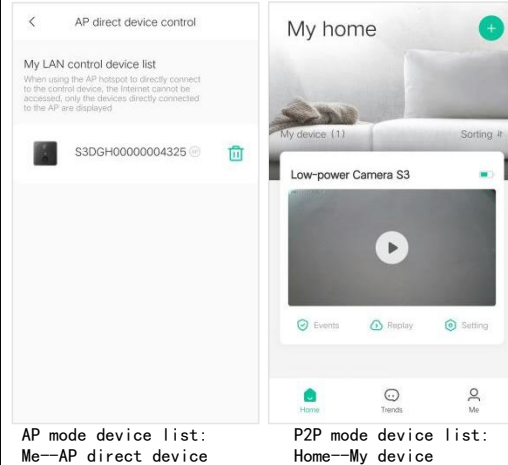 AP direct device control
My LAN control device list
When using the AP hotspot to directly connect
to the control device, the Internet cannot be
accessed, only the devices directly connected
to the AP are displayed
S3DGH00000004325
AP mode device list:
Me--AP direct device
My home
My device (1)
Sorting
Low-power Camera S3
Events
Replay
Setting
Home
Trends
Me
P2P mode device list:
Home--My device